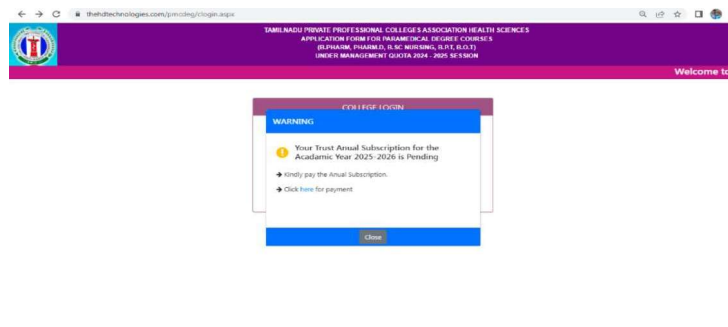 thehdtechnologies.com/pmcdeg/clogin.aspx
TAMILNADU PRIVATE PROFESSIONAL COLLEGES ASSOCIATION HEALTH SCIENCES
APPLICATION FORM FOR PARAMEDICAL DEGREE COURSES
(B.PHARM, PHARM.D, B.SC NURSING, B.P.T, B.O.T)
UNDER MANAGEMENT QUOTA 2024 - 2025 SESSION
Welcome to
COLLEGE LOGIN
WARNING
Your Trust Anual Subscription for the
Acadamic Year 2025-2026 is Pending
➔ Kindly pay the Anual Subscription.
➔ Click here for payment
Close